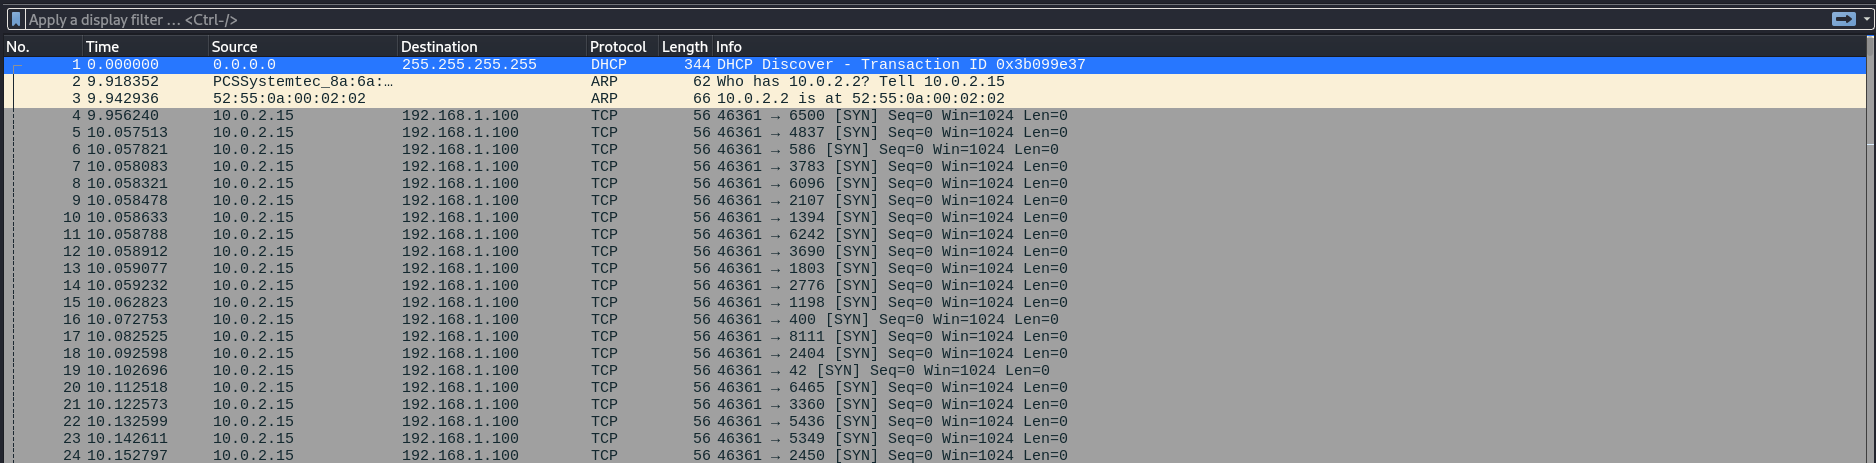 Apply a display filter … <Ctrl-/>
No. Time Source Destination Protocol Length Info
1 0.000000 0.0.0.0 255.255.255.255 DHCP 344 DHCP Discover - Transaction ID 0x3b099e37
2 9.918352 PCSSystemtec_8a:6a:… ARP 62 Who has 10.0.2.2? Tell 10.0.2.15
3 9.942936 52:55:0a:00:02:02 ARP 66 10.0.2.2 is at 52:55:0a:00:02:02
4 9.956240 10.0.2.15 192.168.1.100 TCP 56 46361 → 6500 [SYN] Seq=0 Win=1024 Len=0
5 10.057513 10.0.2.15 192.168.1.100 TCP 56 46361 → 4837 [SYN] Seq=0 Win=1024 Len=0
6 10.057821 10.0.2.15 192.168.1.100 TCP 56 46361 → 586 [SYN] Seq=0 Win=1024 Len=0
7 10.058083 10.0.2.15 192.168.1.100 TCP 56 46361 → 3783 [SYN] Seq=0 Win=1024 Len=0
8 10.058321 10.0.2.15 192.168.1.100 TCP 56 46361 → 6096 [SYN] Seq=0 Win=1024 Len=0
9 10.058478 10.0.2.15 192.168.1.100 TCP 56 46361 → 2107 [SYN] Seq=0 Win=1024 Len=0
10 10.058633 10.0.2.15 192.168.1.100 TCP 56 46361 → 1394 [SYN] Seq=0 Win=1024 Len=0
11 10.058788 10.0.2.15 192.168.1.100 TCP 56 46361 → 6242 [SYN] Seq=0 Win=1024 Len=0
12 10.058912 10.0.2.15 192.168.1.100 TCP 56 46361 → 3690 [SYN] Seq=0 Win=1024 Len=0
13 10.059077 10.0.2.15 192.168.1.100 TCP 56 46361 → 1803 [SYN] Seq=0 Win=1024 Len=0
14 10.059232 10.0.2.15 192.168.1.100 TCP 56 46361 → 2776 [SYN] Seq=0 Win=1024 Len=0
15 10.062823 10.0.2.15 192.168.1.100 TCP 56 46361 → 1198 [SYN] Seq=0 Win=1024 Len=0
16 10.072753 10.0.2.15 192.168.1.100 TCP 56 46361 → 400 [SYN] Seq=0 Win=1024 Len=0
17 10.082525 10.0.2.15 192.168.1.100 TCP 56 46361 → 8111 [SYN] Seq=0 Win=1024 Len=0
18 10.092598 10.0.2.15 192.168.1.100 TCP 56 46361 → 2404 [SYN] Seq=0 Win=1024 Len=0
19 10.102696 10.0.2.15 192.168.1.100 TCP 56 46361 → 42 [SYN] Seq=0 Win=1024 Len=0
20 10.112518 10.0.2.15 192.168.1.100 TCP 56 46361 → 6465 [SYN] Seq=0 Win=1024 Len=0
21 10.122573 10.0.2.15 192.168.1.100 TCP 56 46361 → 3360 [SYN] Seq=0 Win=1024 Len=0
22 10.132599 10.0.2.15 192.168.1.100 TCP 56 46361 → 5436 [SYN] Seq=0 Win=1024 Len=0
23 10.142611 10.0.2.15 192.168.1.100 TCP 56 46361 → 5349 [SYN] Seq=0 Win=1024 Len=0
24 10.152797 10.0.2.15 192.168.1.100 TCP 56 46361 → 2450 [SYN] Seq=0 Win=1024 Len=0